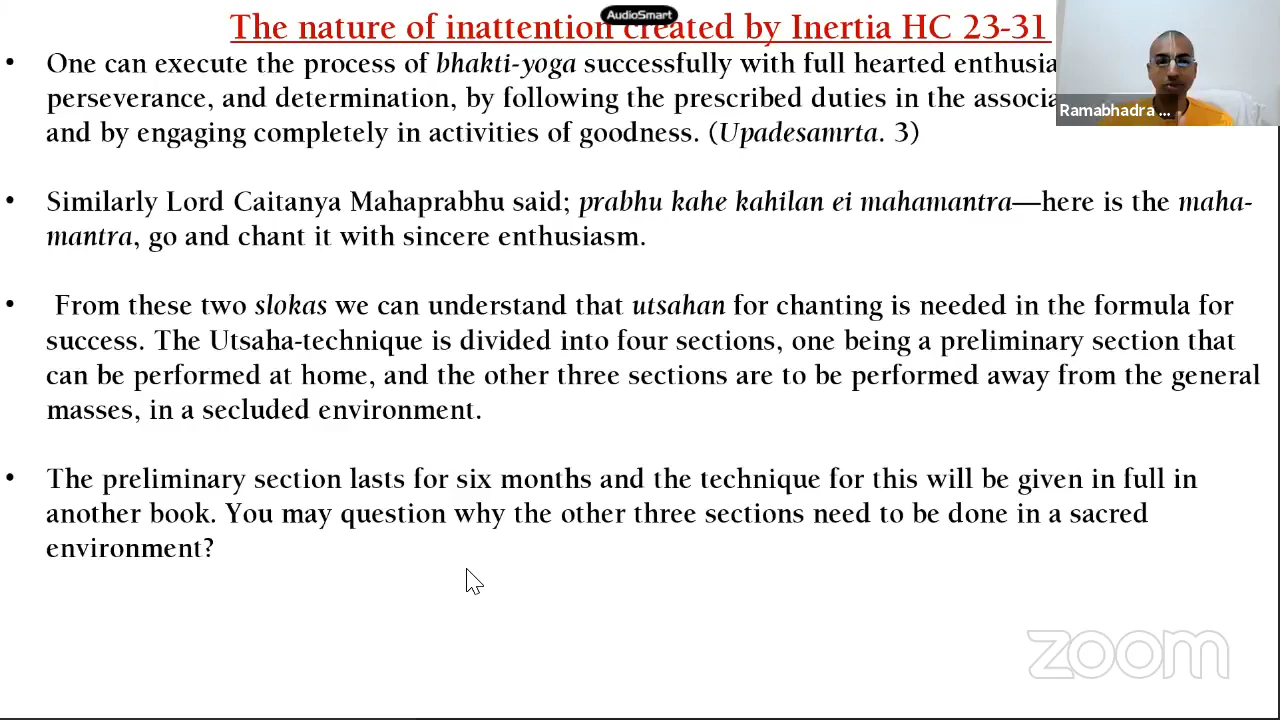 AudioSmart
The nature of inattention created by Inertia HC 23-31
• One can execute the process of bhakti-yoga successfully with full hearted
perseverance, and determination, by following the prescribed duties in the
and by engaging completely in activities of goodness. (Upadesamrta. 3)
Ramabhadra ...
• Similarly Lord Caitanya Mahaprabhu said; prabhu kahe kahilan ei mahamantra—here is the maha-
mantra, go and chant it with sincere enthusiasm.
• From these two slokas we can understand that utsahan for chanting is needed in the formula for
success. The Utsaha-technique is divided into four sections, one being a preliminary section that
can be performed at home, and the other three sections are to be performed away from the general
masses, in a secluded environment.
• The preliminary section lasts for six months and the technique for this will be given in full in
another book. You may question why the other three sections need to be done in a sacred
environment?
zoom